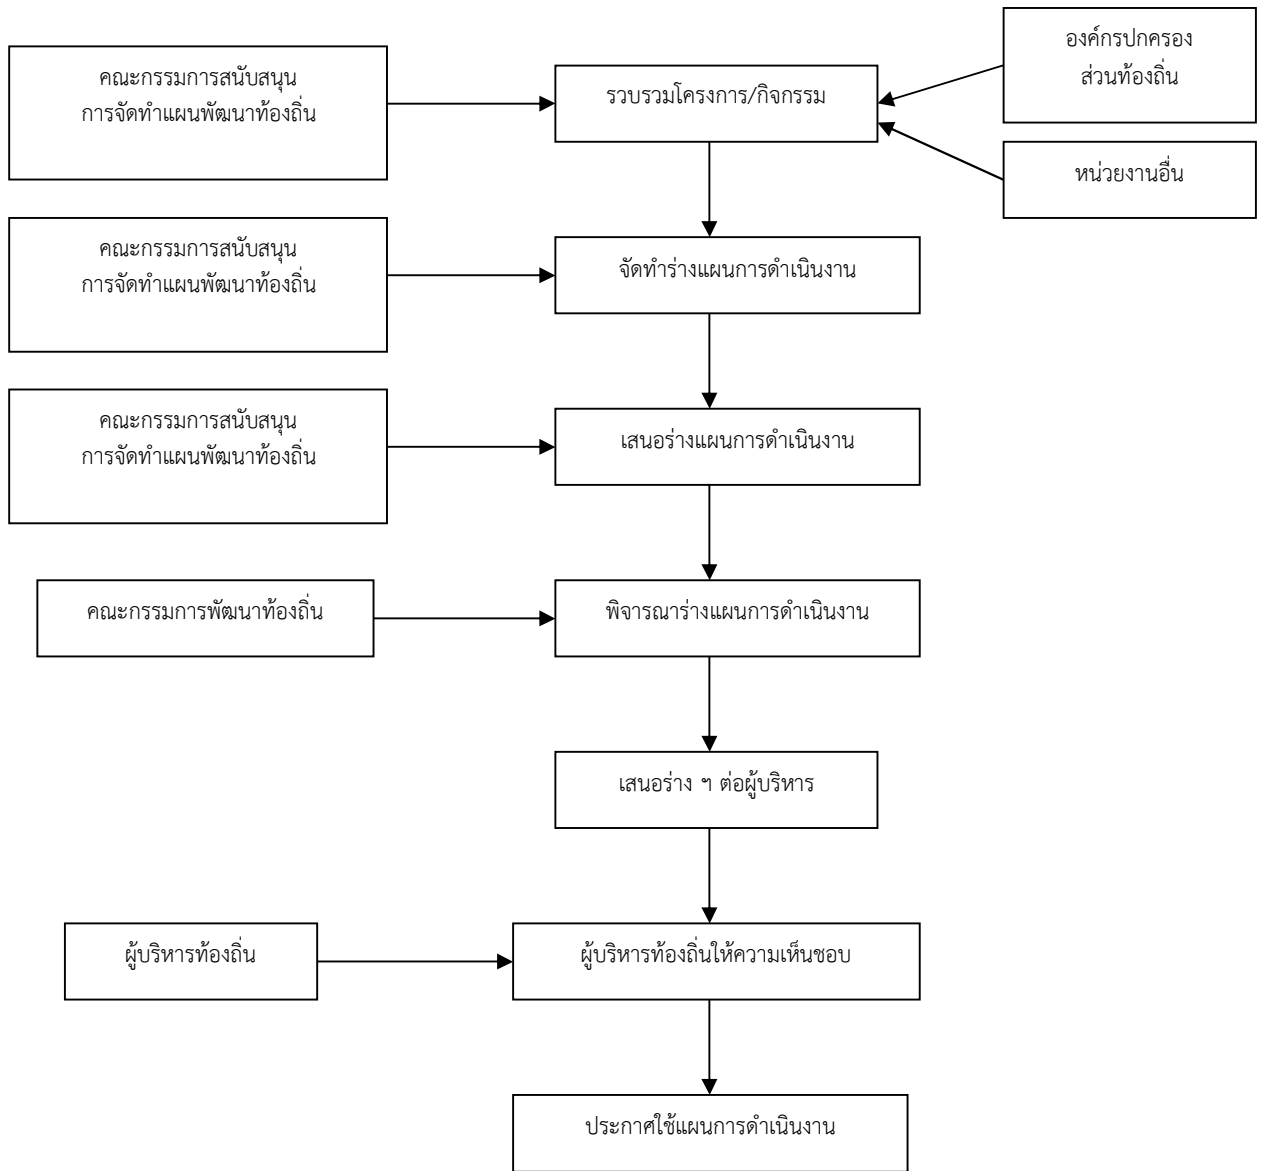 องค์กรปกครอง
ส่วนท้องถิ่น
คณะกรรมการสนับสนุน
การจัดทำแผนพัฒนาท้องถิ่น
รวบรวมโครงการ/กิจกรรม
หน่วยงานอื่น
คณะกรรมการสนับสนุน
การจัดทำแผนพัฒนาท้องถิ่น
จัดทำร่างแผนการดำเนินงาน
คณะกรรมการสนับสนุน
การจัดทำแผนพัฒนาท้องถิ่น
เสนอร่างแผนการดำเนินงาน
คณะกรรมการพัฒนาท้องถิ่น
พิจารณาร่างแผนการดำเนินงาน
เสนอร่าง ฯ ต่อผู้บริหาร
ผู้บริหารท้องถิ่น
ผู้บริหารท้องถิ่นให้ความเห็นชอบ
ประกาศใช้แผนการดำเนินงาน